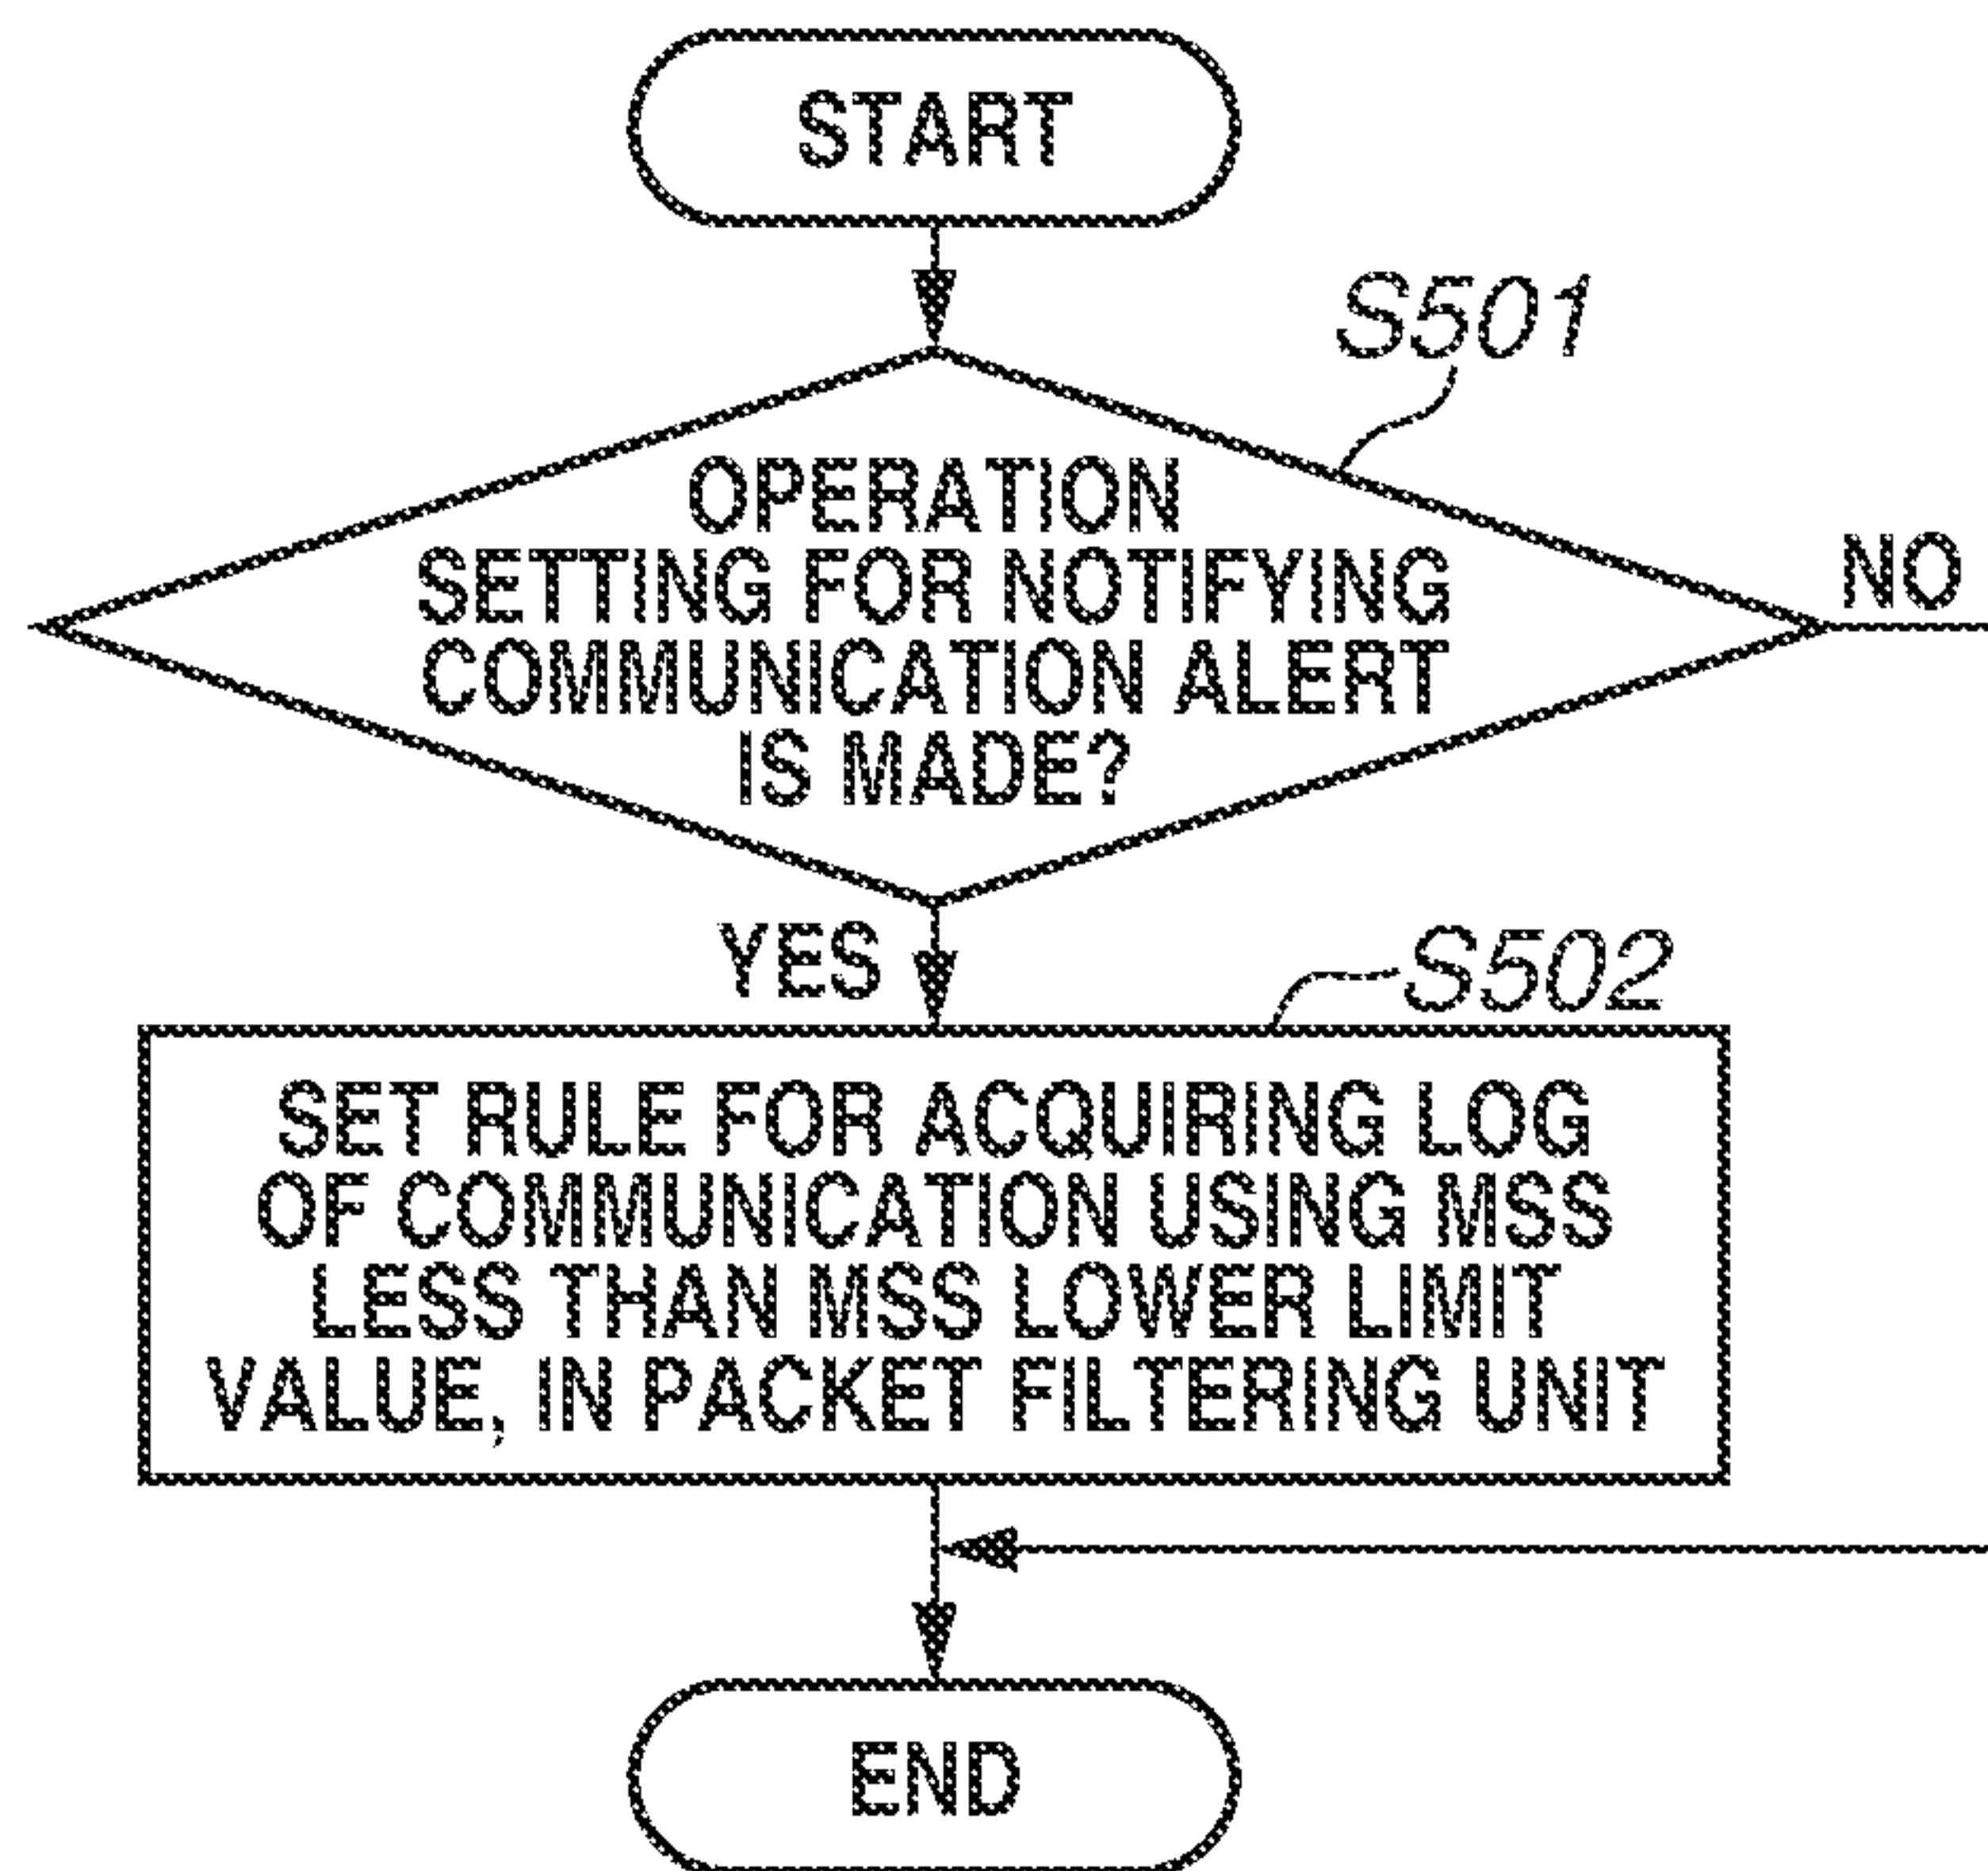 START
S501
OPERATION
SETTING FOR NOTIFYING
COMMUNICATION ALERT
IS MADE?
NO
YES
S502
SET RULE FOR ACQUIRING LOG
OF COMMUNICATION USING MSS
LESS THAN MSS LOWER LIMIT
VALUE, IN PACKET FILTERING UNIT
END